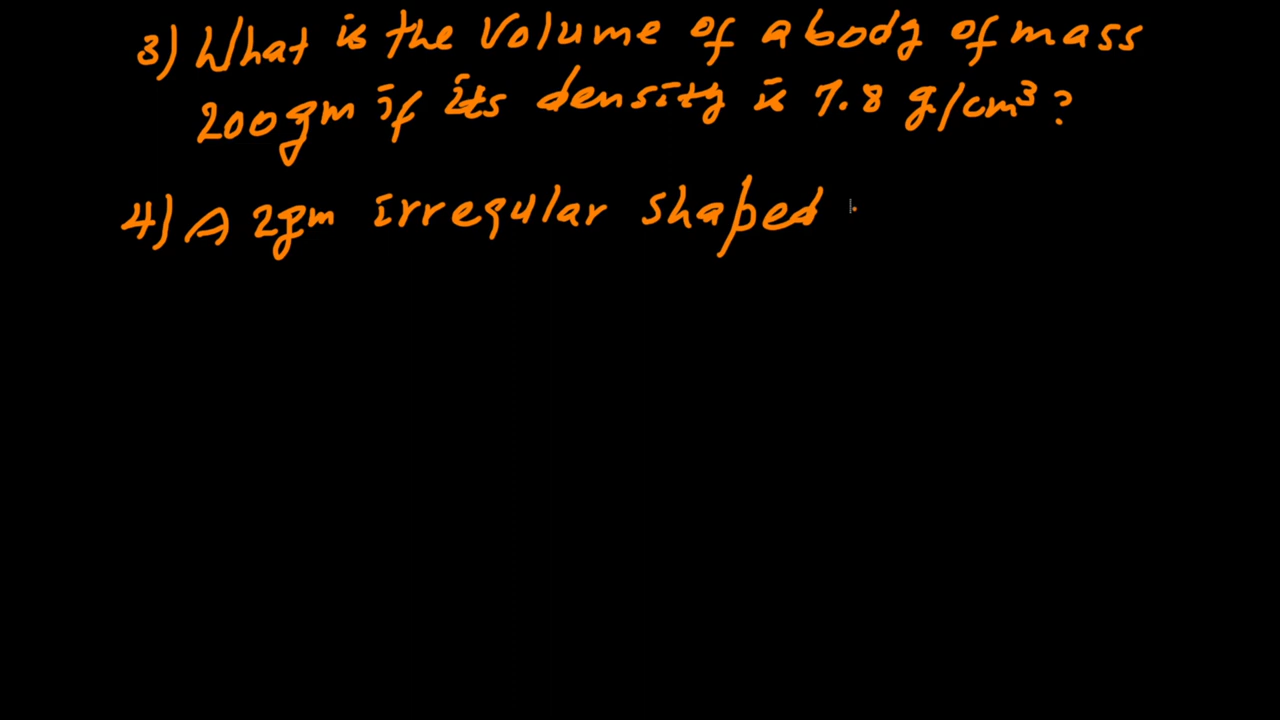 3) What is the Volume of a body of mass
200gm if its density is 7.8 g/cm³?
4) A 2gm irregular shaped